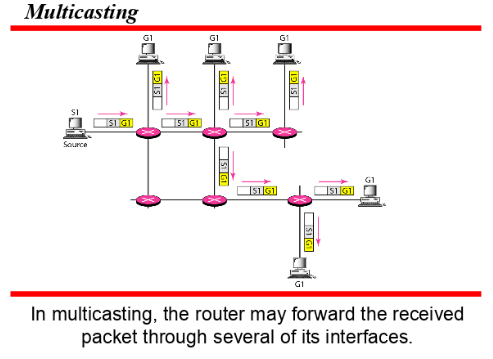 Multicasting
G1 G1 G1
S1 G1
S1 G1
S1 G1
S1
S1 G1
S1 G1
S1 G1
Source
S1 G1
S1 G1
S1 G1
G1
S1 G1
G1
In multicasting, the router may forward the received
packet through several of its interfaces.